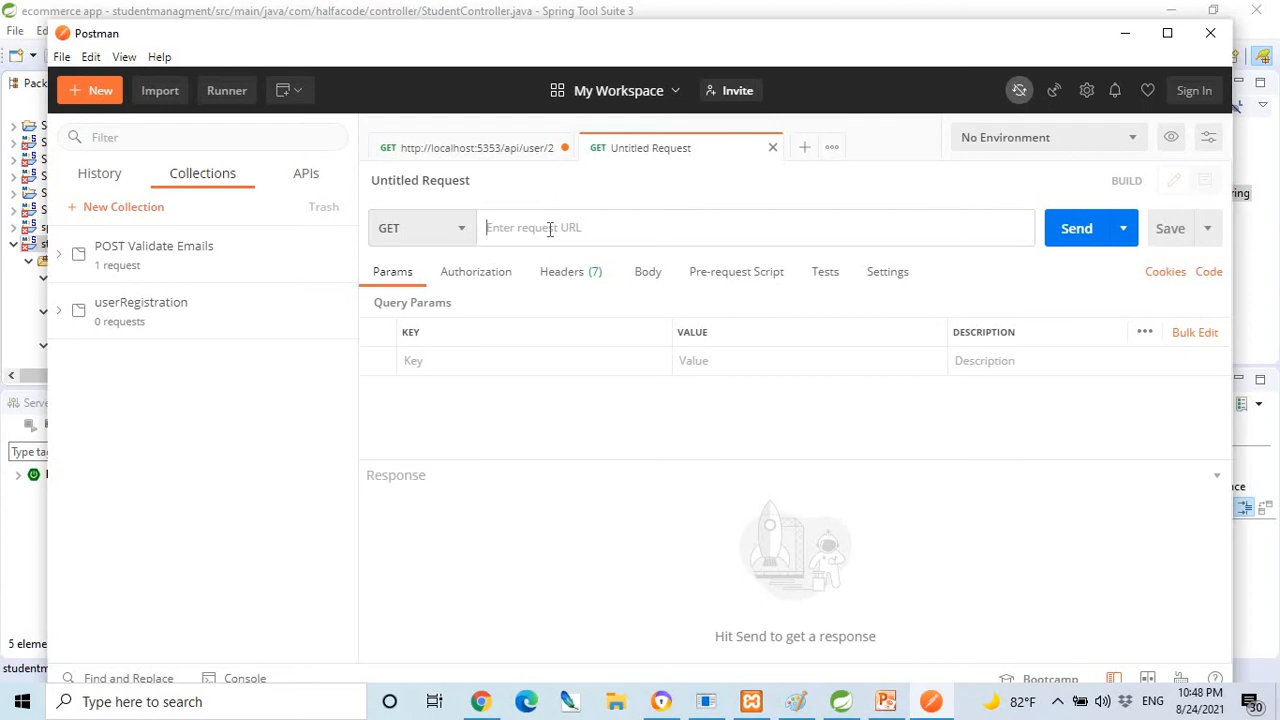 ecommerce app - studentmanagment/src/main/java/com/halfacode/controller/StudentController.java - Spring Tool Suite 3
File
Postman
File Edit View Help
New Import Runner My Workspace Invite Sign In
Filter
GET http://localhost:5353/api/user/2 GET Untitled Request
No Environment
History Collections APIs
Untitled Request BUILD
New Collection Trash
GET Enter request URL Send Save
POST Validate Emails
1 request
Params Authorization Headers (7) Body Pre-request Script Tests Settings Cookies Code
userRegistration
0 requests
Query Params
KEY VALUE DESCRIPTION Bulk Edit
Key Value Description
Response
Hit Send to get a response
5 eleme
studentm
Find and Replace Console Bootcamp
Type here to search
82°F ENG 10:48 PM
8/24/2021 30